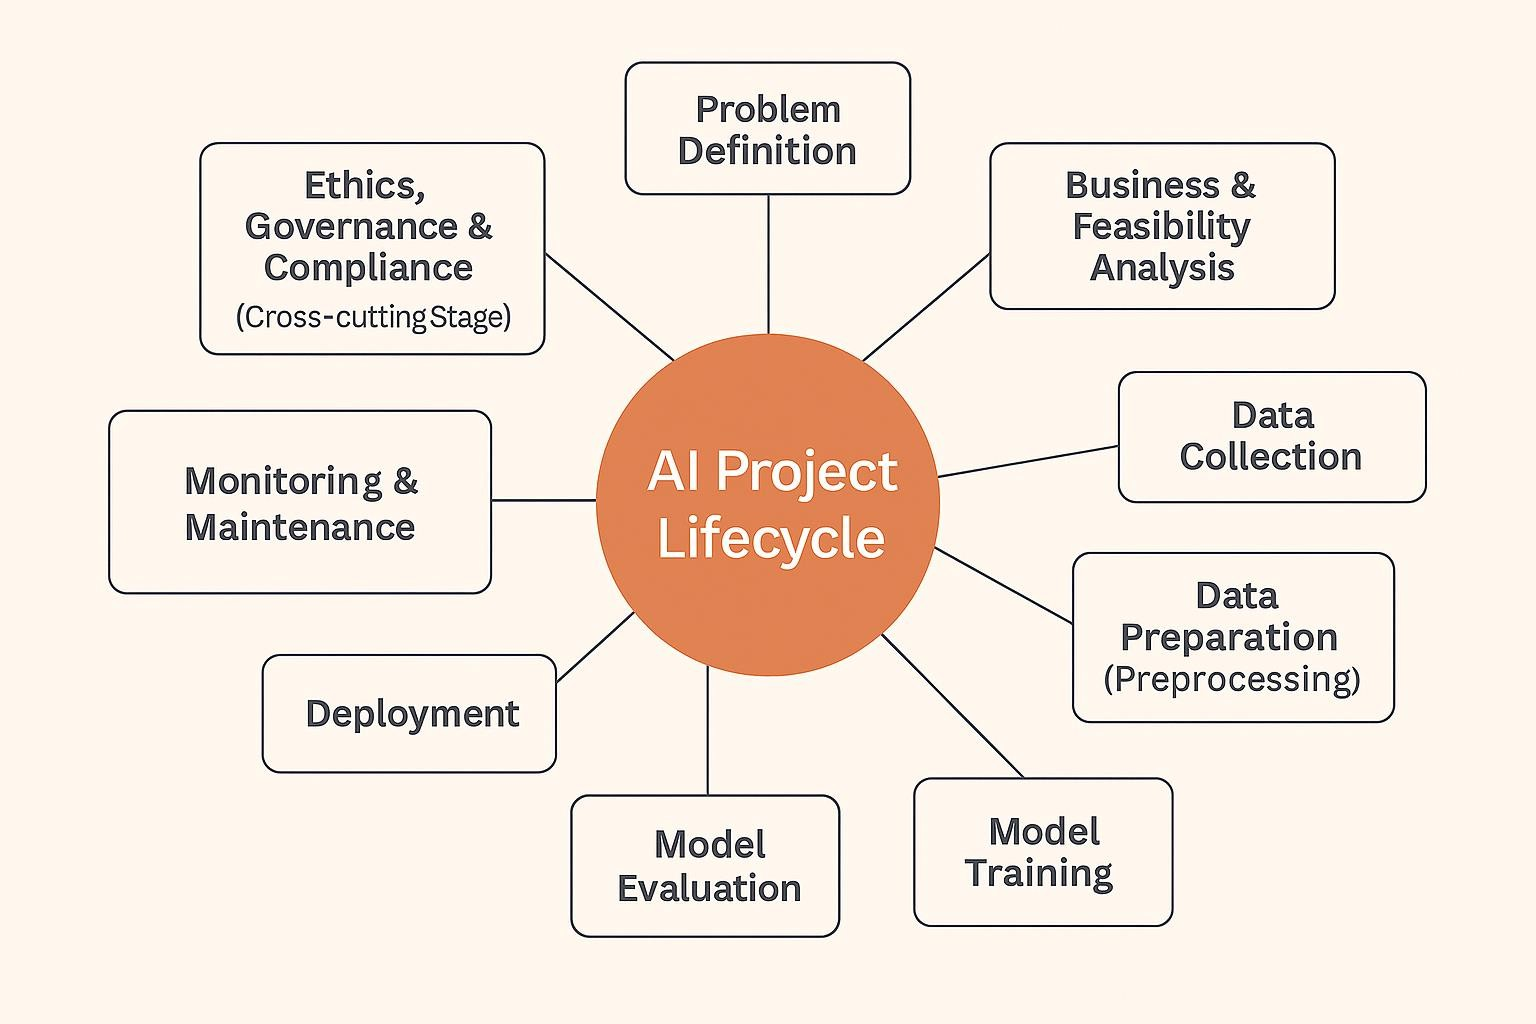 Problem
Definition
Business &
Feasibility
Analysis
Data
Collection
Data
Preparation
(Preprocessing)
Model
Training
Model
Evaluation
Deployment
Monitoring &
Maintenance
Ethics,
Governance &
Compliance
(Cross-cutting Stage)
AI Project
Lifecycle